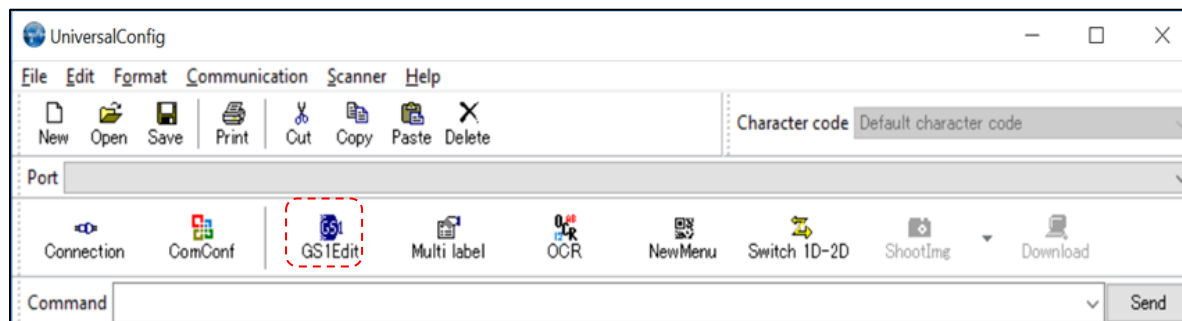 UniversalConfig
File Edit Format Communication Scanner Help
New Open Save Print Cut Copy Paste Delete Character code Default character code
Port
Connection ComConf GS1Edit Multi label OCR NewMenu Switch 1D-2D ShootImg Download
Command Send